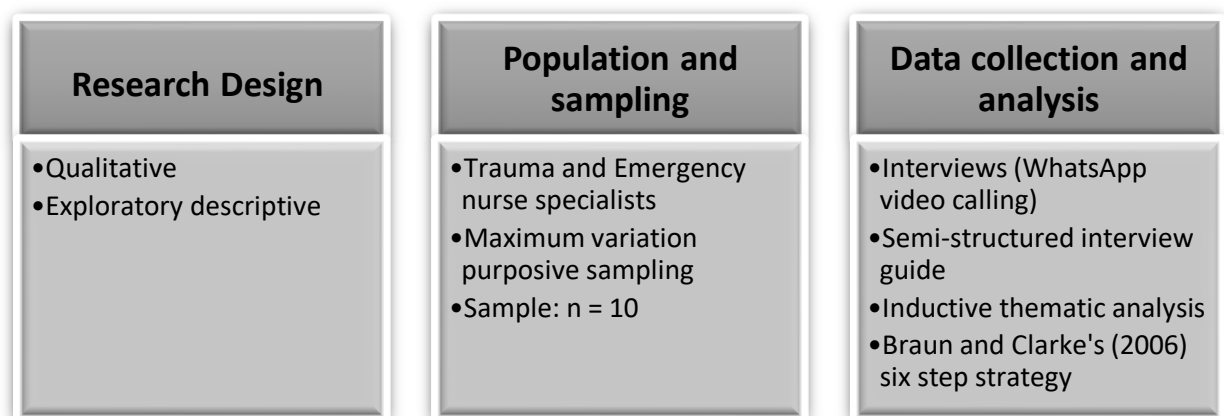 Research Design
•Qualitative
•Exploratory descriptive
Population and
sampling
•Trauma and Emergency
nurse specialists
•Maximum variation
purposive sampling
•Sample: n = 10
Data collection and
analysis
•Interviews (WhatsApp
video calling)
•Semi-structured interview
guide
•Inductive thematic analysis
•Braun and Clarke's (2006)
six step strategy